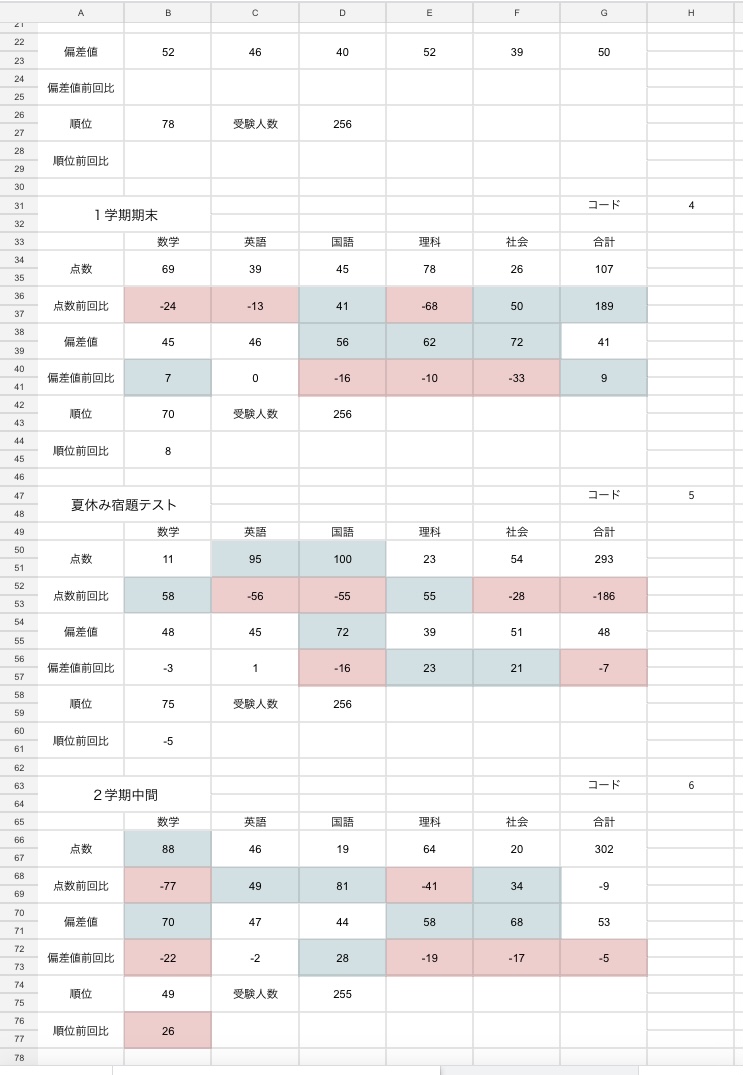 A B C D E F G H
21
22
偏差値 52 46 40 52 39 50
23
24
偏差値前回比
25
26
順位 78 受験人数 256
27
28
順位前回比
29
30
31 コード 4
１学期期末
32
33 数学 英語 国語 理科 社会 合計
34
点数 69 39 45 78 26 107
35
36
点数前回比 -24 -13 41 -68 50 189
37
38
偏差値 45 46 56 62 72 41
39
40
偏差値前回比 7 0 -16 -10 -33 9
41
42
順位 70 受験人数 256
43
44
順位前回比 8
45
46
47 コード 5
夏休み宿題テスト
48
49 数学 英語 国語 理科 社会 合計
50
点数 11 95 100 23 54 293
51
52
点数前回比 58 -56 -55 55 -28 -186
53
54
偏差値 48 45 72 39 51 48
55
56
偏差値前回比 -3 1 -16 23 21 -7
57
58
順位 75 受験人数 256
59
60
順位前回比 -5
61
62
63 コード 6
２学期中間
64
65 数学 英語 国語 理科 社会 合計
66
点数 88 46 19 64 20 302
67
68
点数前回比 -77 49 81 -41 34 -9
69
70
偏差値 70 47 44 58 68 53
71
72
偏差値前回比 -22 -2 28 -19 -17 -5
73
74
順位 49 受験人数 255
75
76
順位前回比 26
77
78